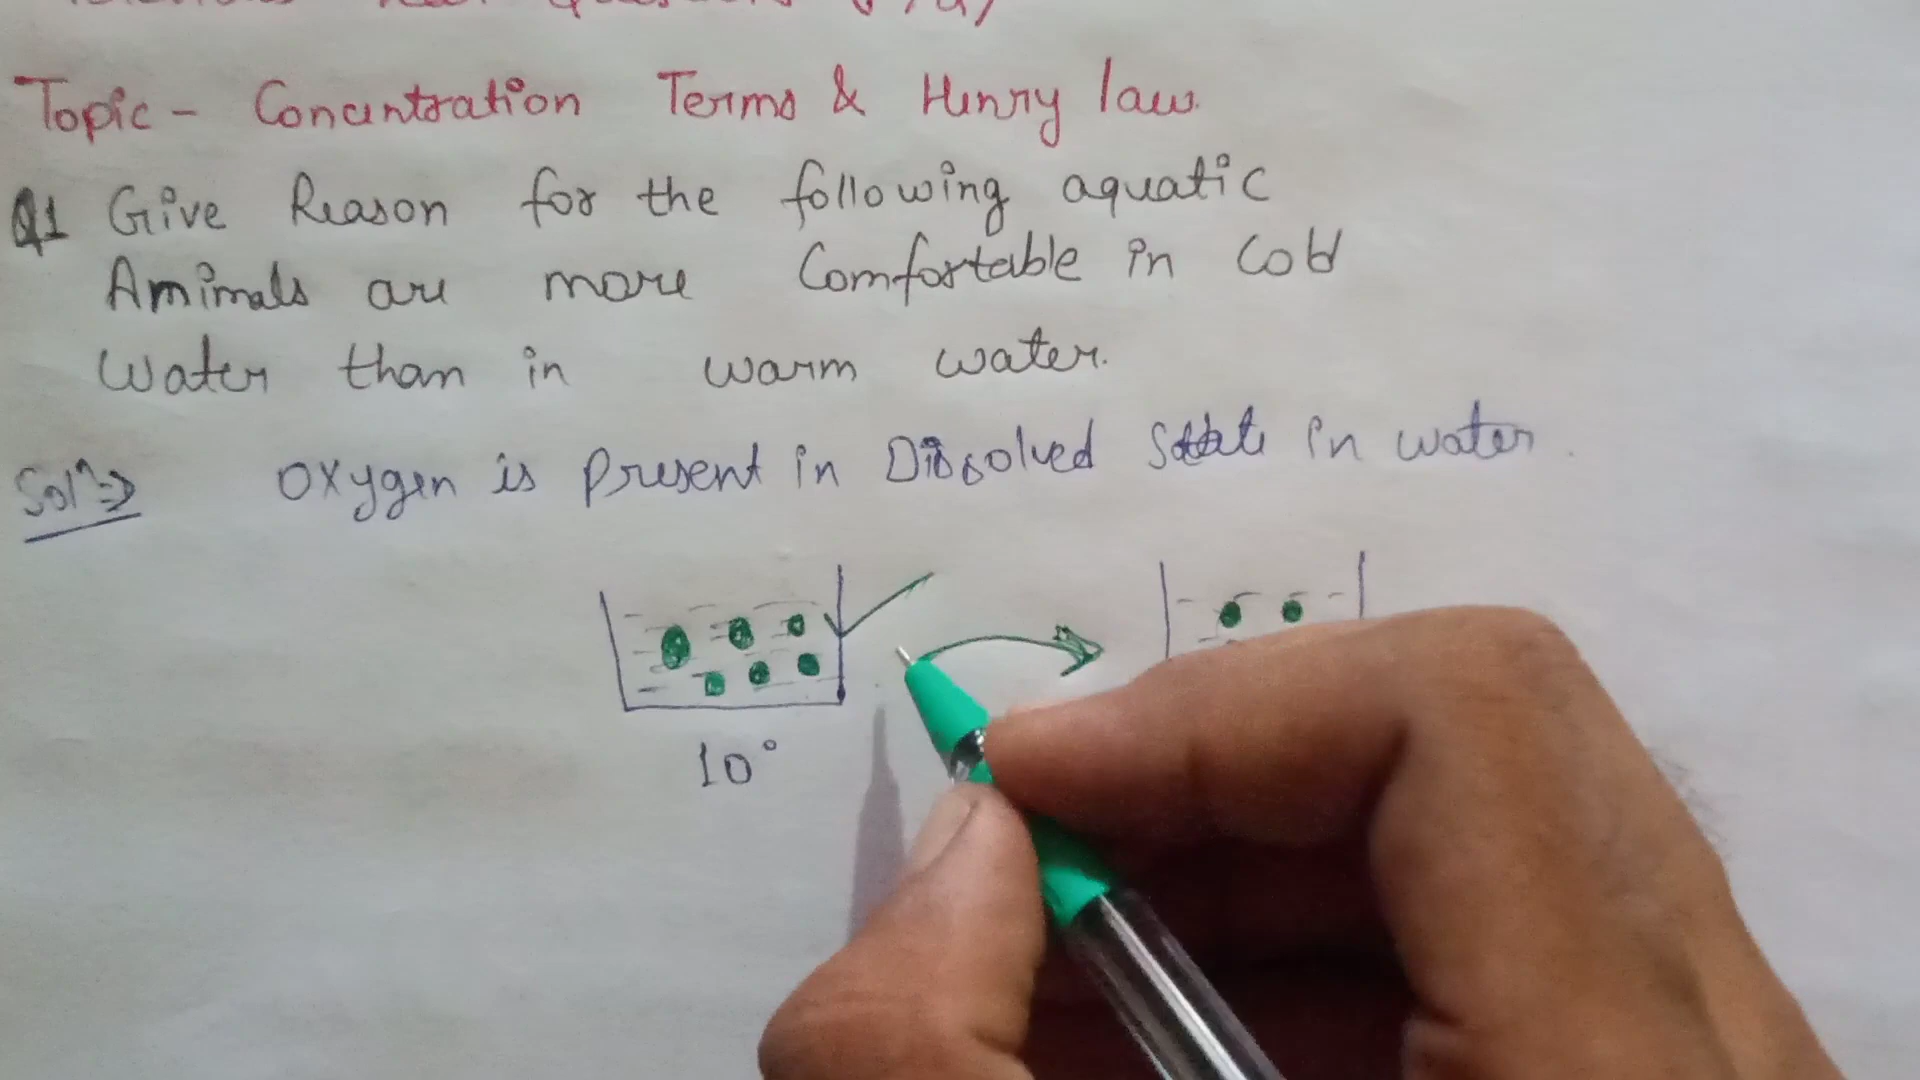 Topic - Concentration Terms & Henry law.
Q1 Give Reason for the following aquatic
Animals are more Comfortable in cold
Water than in warm water.
Solⁿ⇒ Oxygen is present in Dissolved State in water.
10°